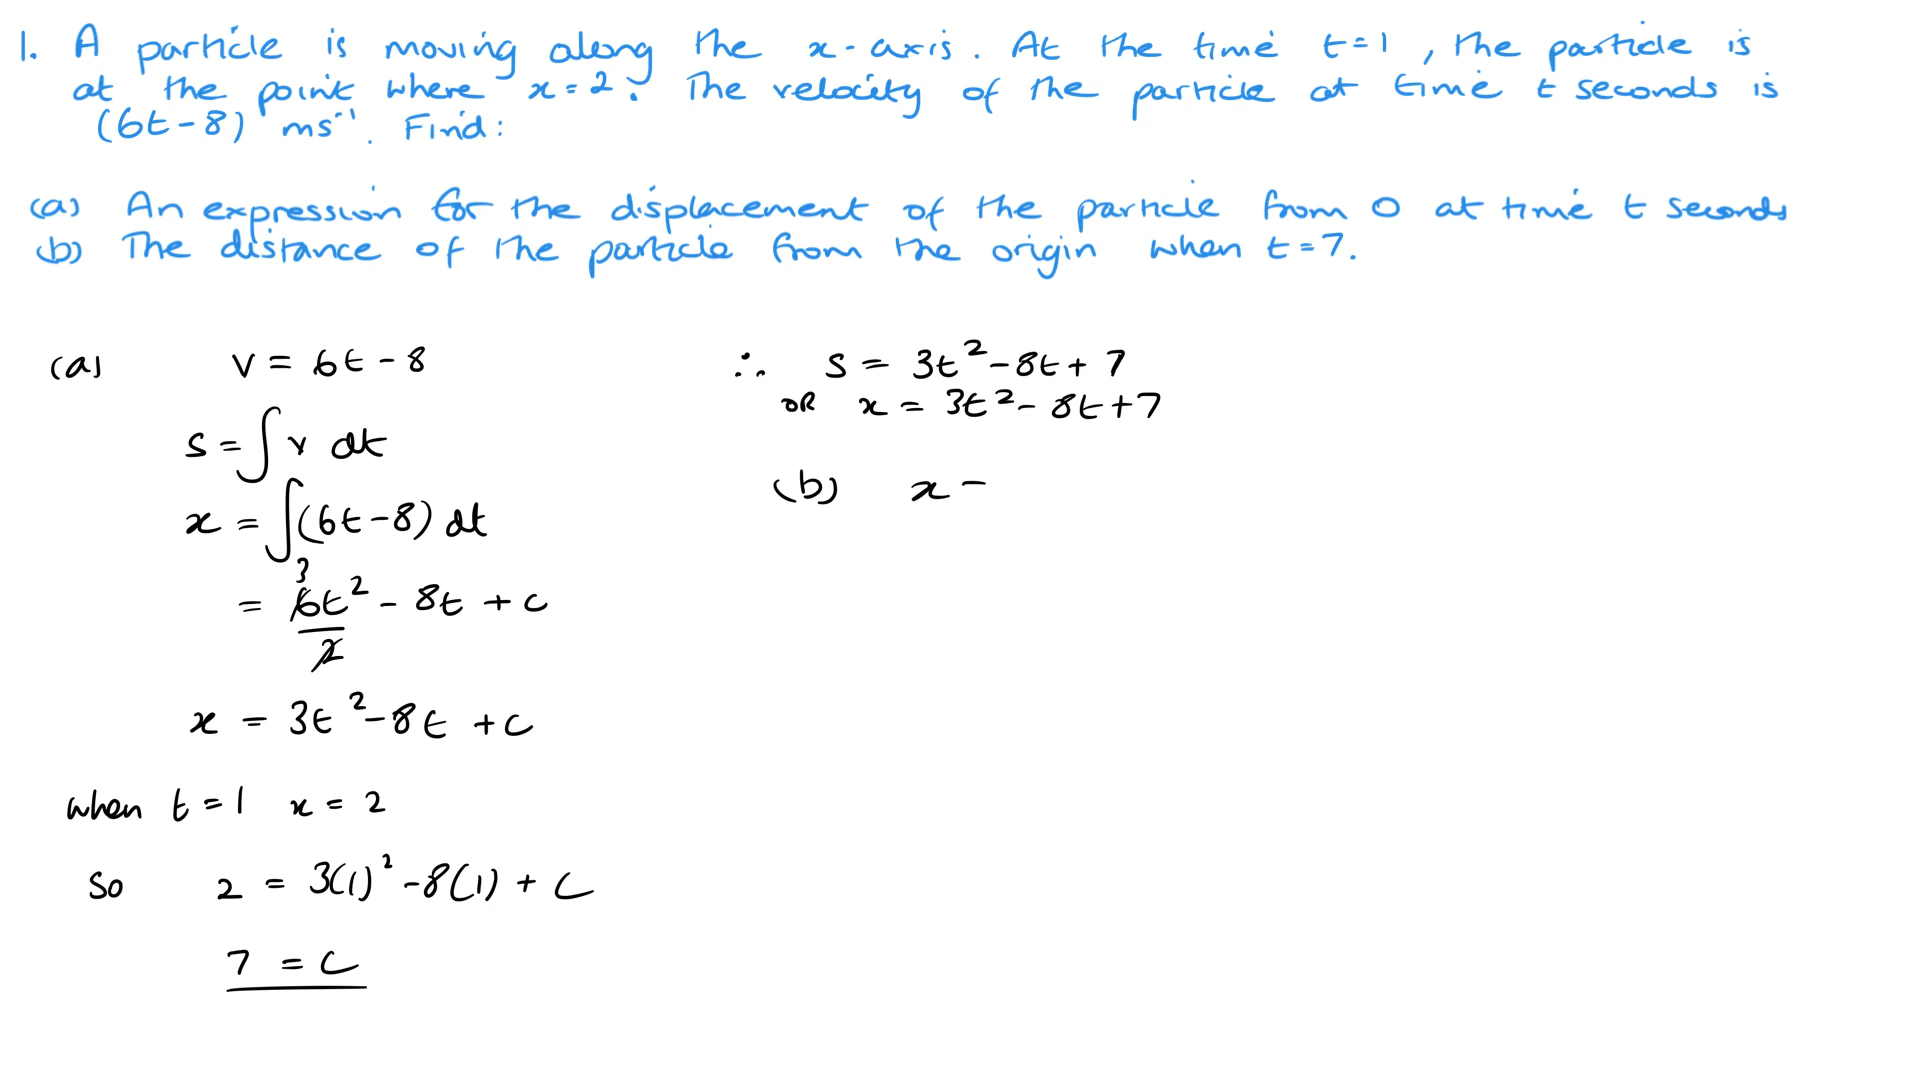 1. A particle is moving along the x-axis. At the time t=1, the particle is
at the point where x=2. The velocity of the particle at time t seconds is
(6t-8) ms⁻¹. Find:
(a) An expression for the displacement of the particle from O at time t seconds
(b) The distance of the particle from the origin when t=7.
(a) v = 6t - 8
s = ∫ v dt
x = ∫(6t-8) dt
= 6t²/2 - 8t + c
3
x = 3t² - 8t + c
when t=1 x = 2
So 2 = 3(1)² - 8(1) + c
7 = c
∴ s = 3t² - 8t + 7
OR x = 3t² - 8t + 7
(b) x -